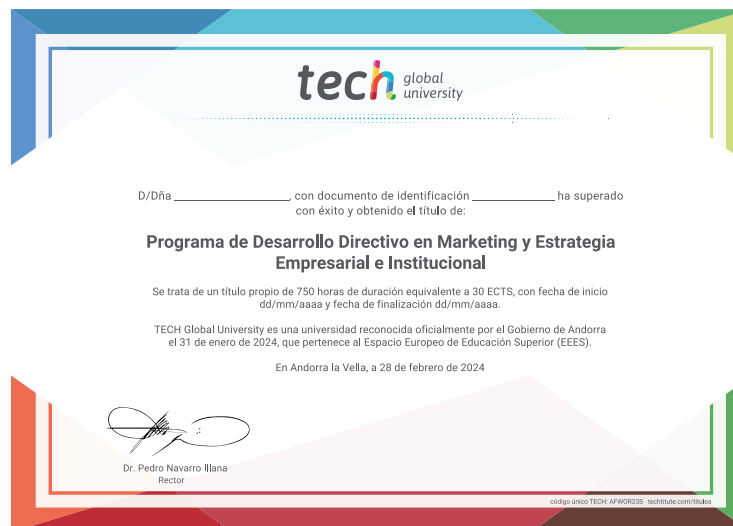 tech global university
D/Dña ____________, con documento de identificación ____________ ha superado
con éxito y obtenido el título de:
Programa de Desarrollo Directivo en Marketing y Estrategia
Empresarial e Institucional
Se trata de un título propio de 750 horas de duración equivalente a 30 ECTS, con fecha de inicio
dd/mm/aaaa y fecha de finalización dd/mm/aaaa.
TECH Global University es una universidad reconocida oficialmente por el Gobierno de Andorra
el 31 de enero de 2024, que pertenece al Espacio Europeo de Educación Superior (EEES).
En Andorra la Vella, a 28 de febrero de 2024
Dr. Pedro Navarro Illana
Rector
código único TECH: AFWOR23S techtitute.com/titulos